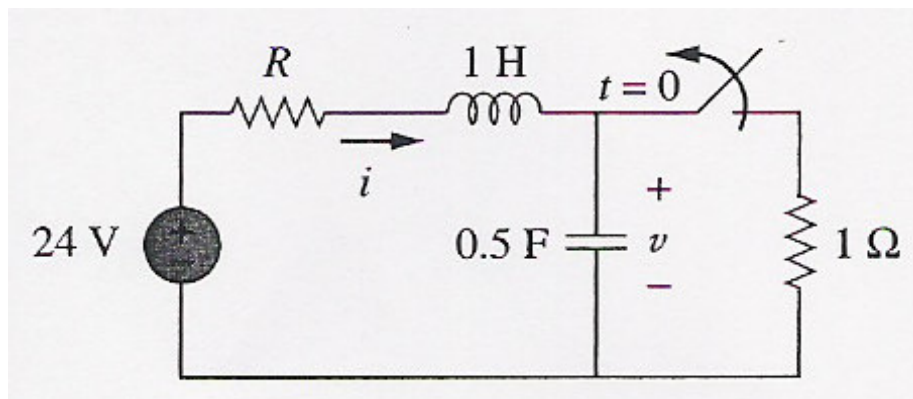 R
1 H
t = 0
i
24 V
+
−
0.5 F
+
v
−
1 Ω